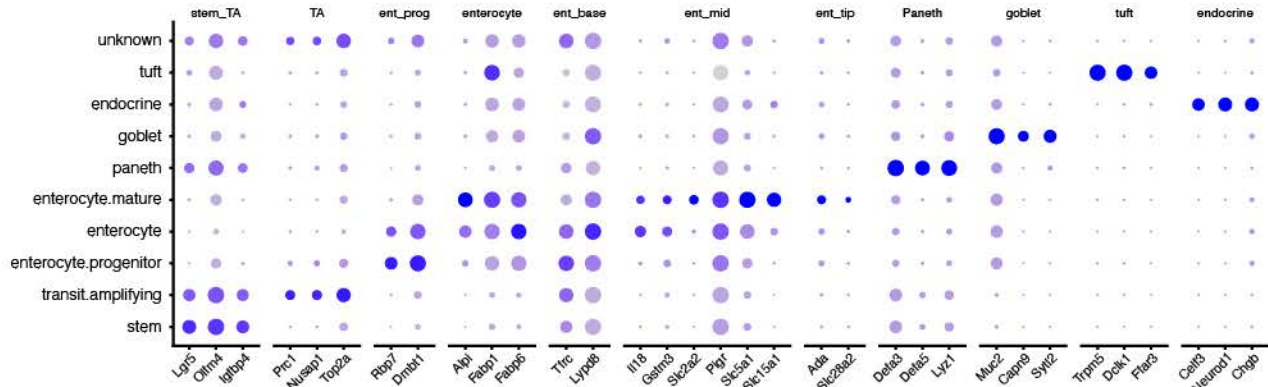 stem_TA TA ent_prog enterocyte ent_base ent_mid ent_tip Paneth goblet tuft endocrine
unknown
tuft
endocrine
goblet
paneth
enterocyte.mature
enterocyte
enterocyte.progenitor
transit.amplifying
stem
Lgr5 Olfm4 Igfbp4 Prc1 Nusap1 Top2a Rbp7 Dmbt1 Alpi Fabp1 Fabp6 Tfrc Lypd8 Il18 Gstm3 Slc2a2 Pigr Slc5a1 Slc15a1 Ada Slc28a2 Defa3 Defa5 Lyz1 Muc2 Capn9 Sytl2 Trpm5 Dclk1 Ffar3 Celf3 Neurod1 Chgb